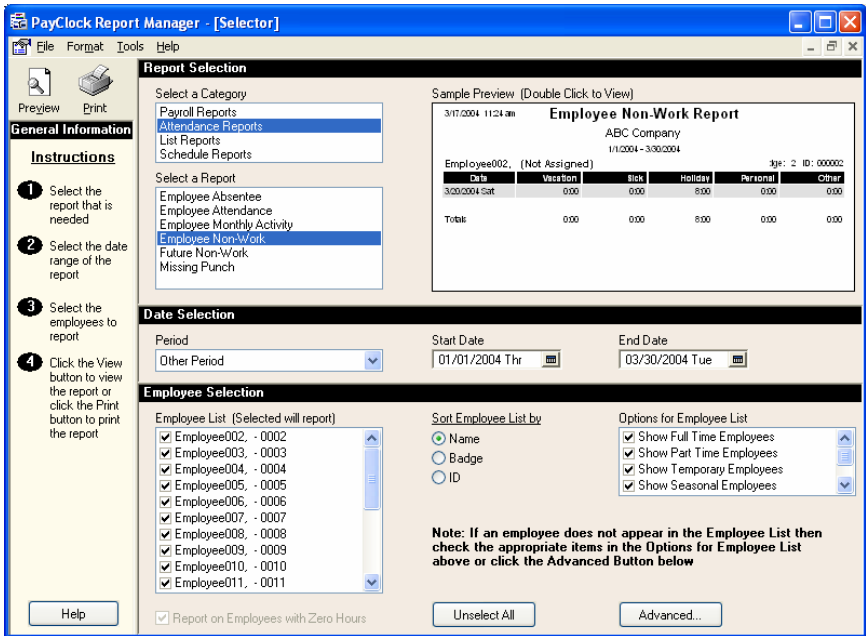 PayClock Report Manager - [Selector]
File Format Tools Help
Preview Print
General Information
Instructions
1 Select the
report that is
needed
2 Select the date
range of the
report
3 Select the
employees to
report
4 Click the View
button to view
the report or
click the Print
button to print
the report
Help
Report Selection
Select a Category
Payroll Reports
Attendance Reports
List Reports
Schedule Reports
Select a Report
Employee Absentee
Employee Attendance
Employee Monthly Activity
Employee Non-Work
Future Non-Work
Missing Punch
Sample Preview (Double Click to View)
3/17/2004 11:24 am Employee Non-Work Report
ABC Company
1/1/2004 - 3/30/2004
Employee002, (Not Assigned) dge: 2 ID: 000002
Date Vacation Sick Holiday Personal Other
3/20/2004 Sat 0:00 0:00 8:00 0:00 0:00
Totals 0:00 0:00 8:00 0:00 0:00
Date Selection
Period Start Date End Date
Other Period 01/01/2004 Thr 03/30/2004 Tue
Employee Selection
Employee List (Selected will report)
Employee002, - 0002
Employee003, - 0003
Employee004, - 0004
Employee005, - 0005
Employee006, - 0006
Employee007, - 0007
Employee008, - 0008
Employee009, - 0009
Employee010, - 0010
Employee011, - 0011
Report on Employees with Zero Hours
Sort Employee List by
Name
Badge
ID
Options for Employee List
Show Full Time Employees
Show Part Time Employees
Show Temporary Employees
Show Seasonal Employees
Note: If an employee does not appear in the Employee List then
check the appropriate items in the Options for Employee List
above or click the Advanced Button below
Unselect All Advanced...